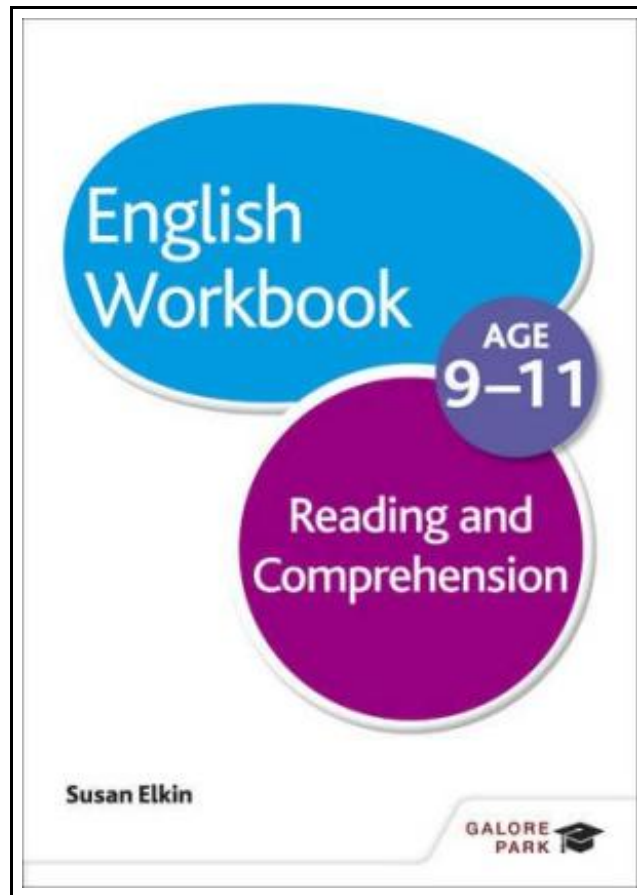 English
Workbook
AGE
9–11
Reading and
Comprehension
Susan Elkin
GALORE
PARK